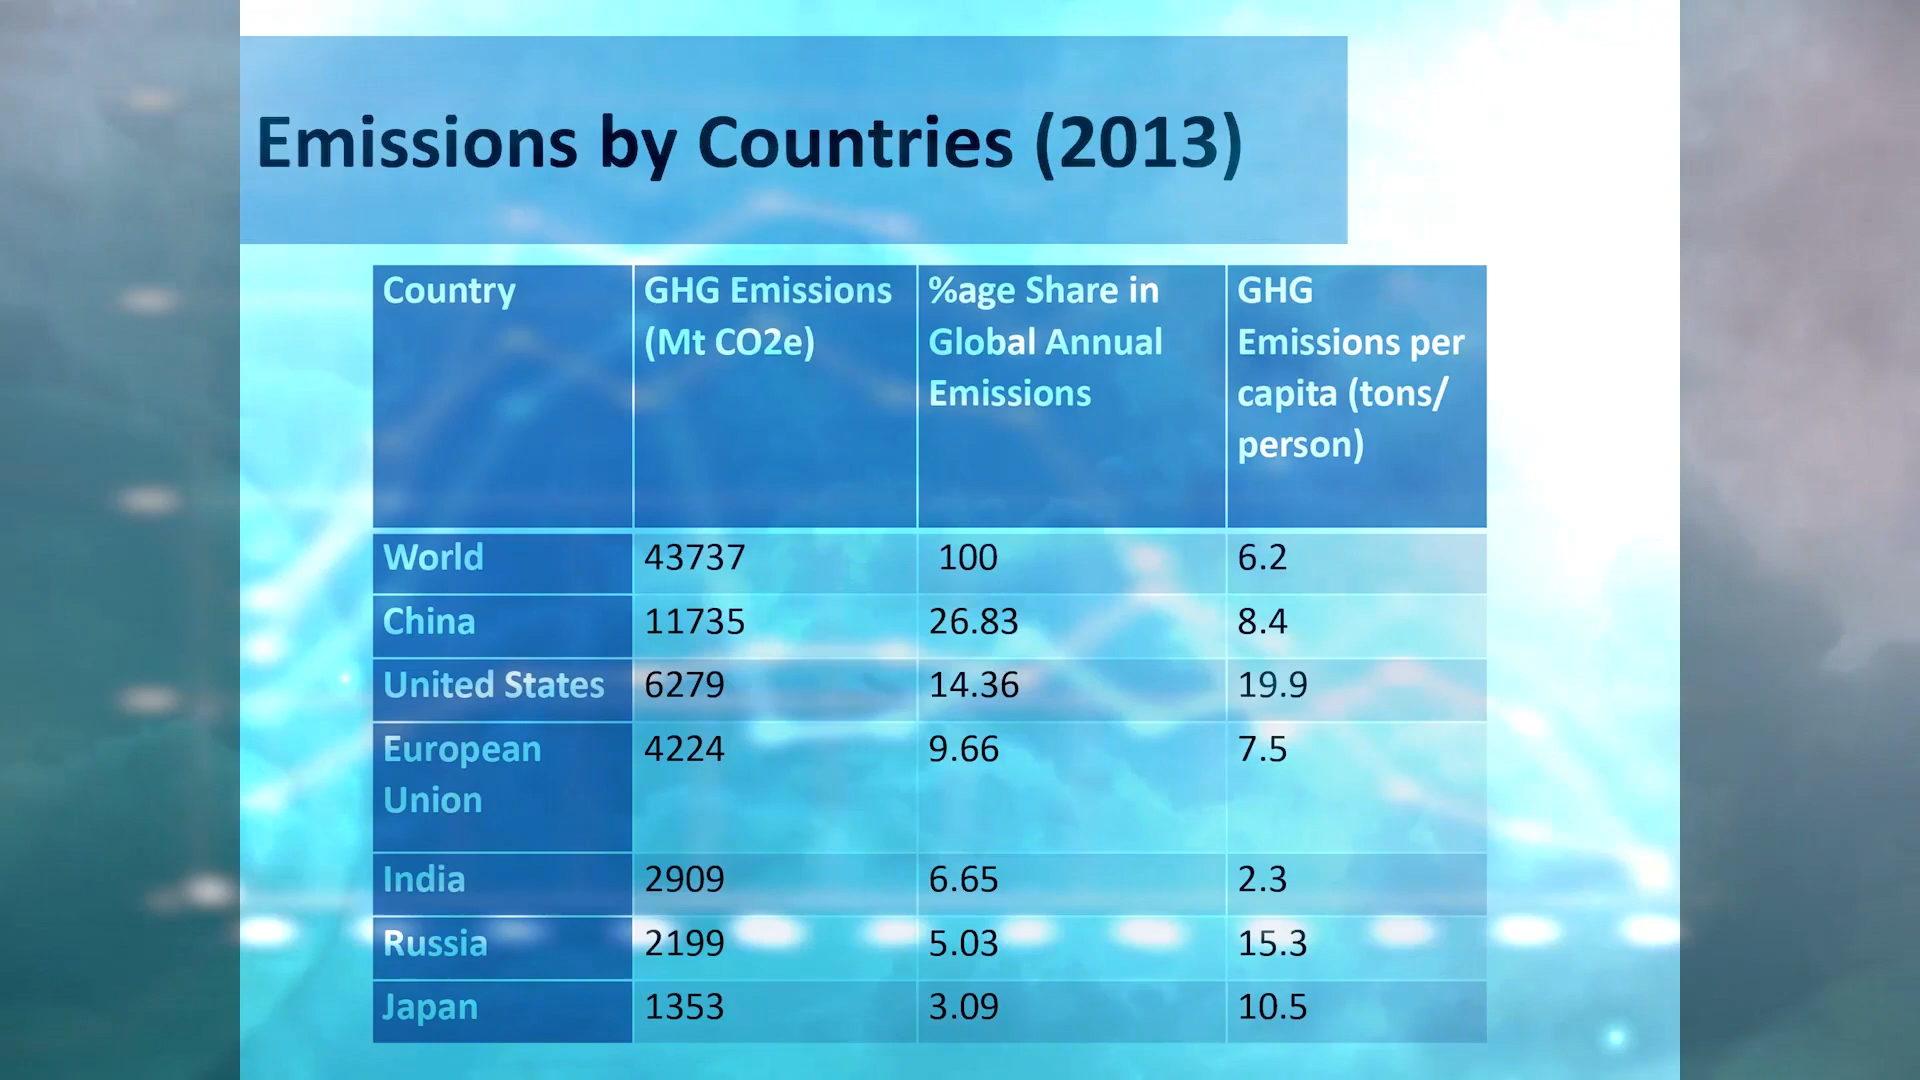 Emissions by Countries (2013)
Country GHG Emissions (Mt CO2e) %age Share in Global Annual Emissions GHG Emissions per capita (tons/ person)
World 43737 100 6.2
China 11735 26.83 8.4
United States 6279 14.36 19.9
European Union 4224 9.66 7.5
India 2909 6.65 2.3
Russia 2199 5.03 15.3
Japan 1353 3.09 10.5